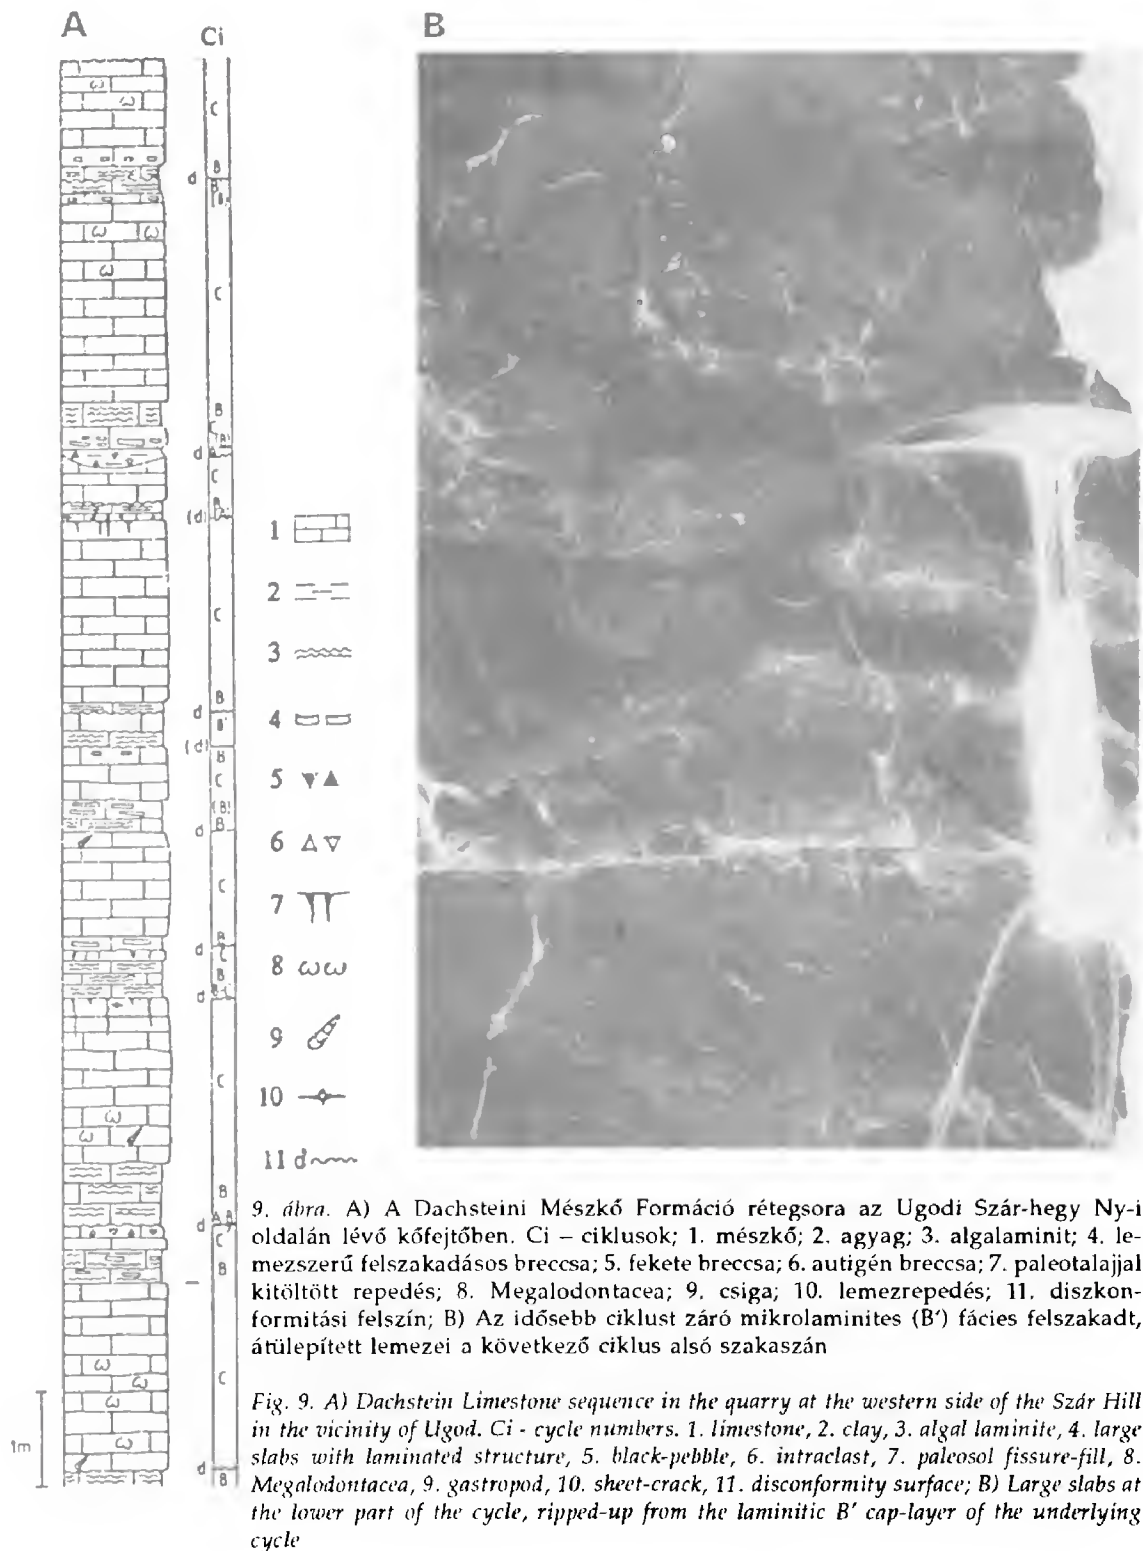 A
Ci
B
C
B
d
B'
C
B
C
(B)
d
A
C
B
(d)
C
B
d
B'
(d)
B
C
(B)
B
d
C
B
d
B
d
C
B
d
C
B
C
d
B
1m
1
2
3
4
5
6
7
8
9
10
11 d
9. ábra. A) A Dachsteini Mészkő Formáció rétegsora az Ugodi Szár-hegy Ny-i
oldalán lévő kőfejtőben. Ci – ciklusok; 1. mészkő; 2. agyag; 3. algalaminit; 4. le-
mezszerű felszakadásos breccsa; 5. fekete breccsa; 6. autigén breccsa; 7. paleotalajjal
kitöltött repedés; 8. Megalodontacea; 9. csiga; 10. lemezrepedés; 11. diszkon-
formitási felszín; B) Az idősebb ciklust záró mikrolaminites (B′) fácies felszakadt,
átülepített lemezei a következő ciklus alsó szakaszán
Fig. 9. A) Dachstein Limestone sequence in the quarry at the western side of the Szár Hill
in the vicinity of Ugod. Ci - cycle numbers. 1. limestone, 2. clay, 3. algal laminite, 4. large
slabs with laminated structure, 5. black-pebble, 6. intraclast, 7. paleosol fissure-fill, 8.
Megalodontacea, 9. gastropod, 10. sheet-crack, 11. disconformity surface; B) Large slabs at
the lower part of the cycle, ripped-up from the laminitic B' cap-layer of the underlying
cycle